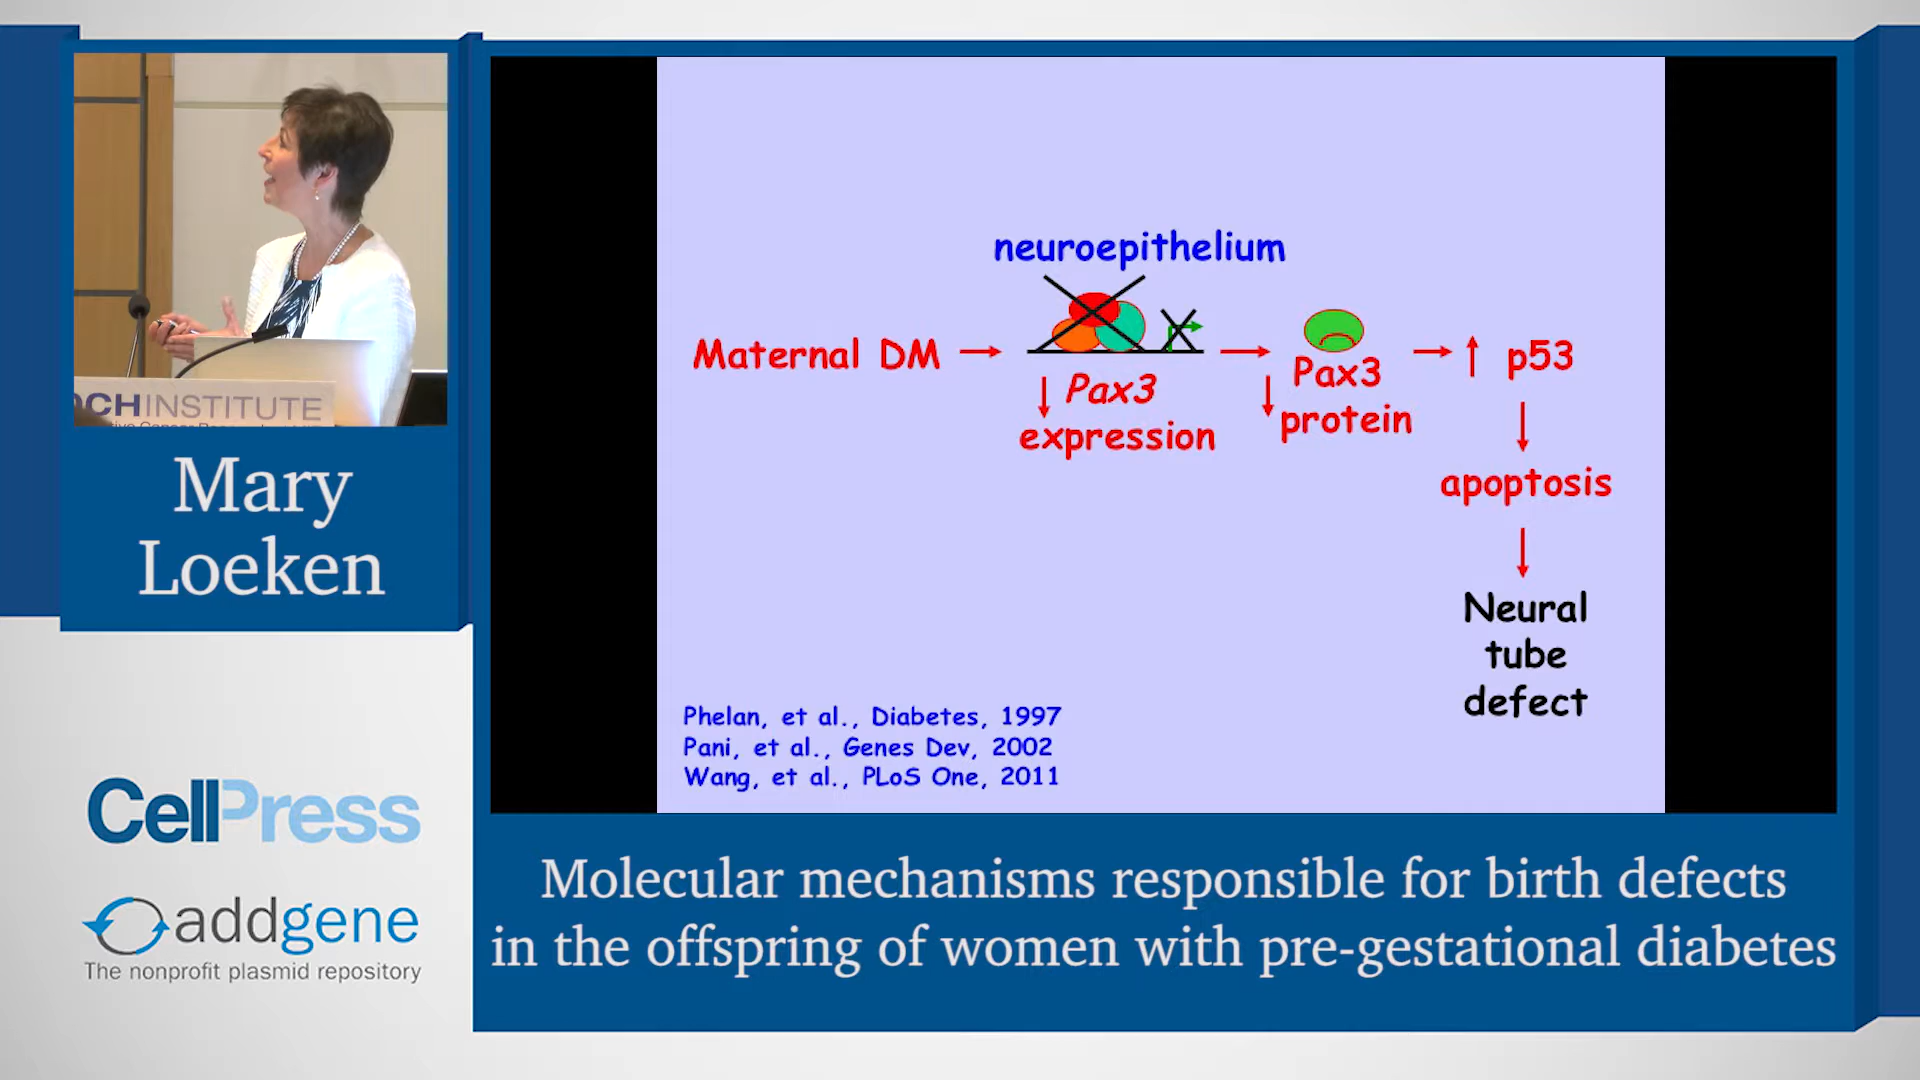 OCHINSTITUTE
Mary
Loeken
CellPress
addgene
The nonprofit plasmid repository
neuroepithelium
Maternal DM → → Pax3 → ↑ p53
↓ Pax3
expression
↓ protein
↓
apoptosis
↓
Neural
tube
defect
Phelan, et al., Diabetes, 1997
Pani, et al., Genes Dev, 2002
Wang, et al., PLoS One, 2011
Molecular mechanisms responsible for birth defects
in the offspring of women with pre-gestational diabetes